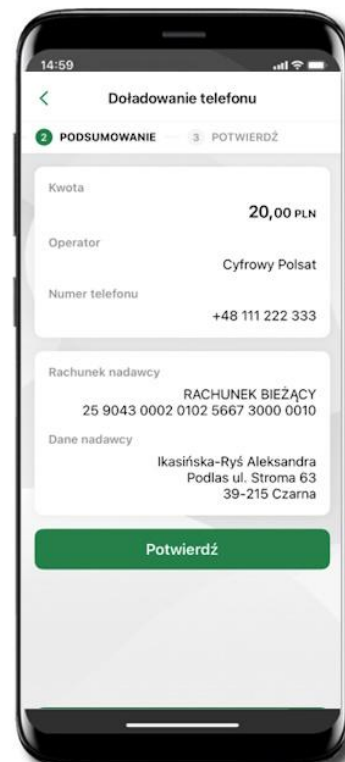 14:59
Doładowanie telefonu
2 PODSUMOWANIE 3 POTWIERDŹ
Kwota
20,00 PLN
Operator
Cyfrowy Polsat
Numer telefonu
+48 111 222 333
Rachunek nadawcy
RACHUNEK BIEŻĄCY
25 9043 0002 0102 5667 3000 0010
Dane nadawcy
Ikasińska-Ryś Aleksandra
Podlas ul. Stroma 63
39-215 Czarna
Potwierdź